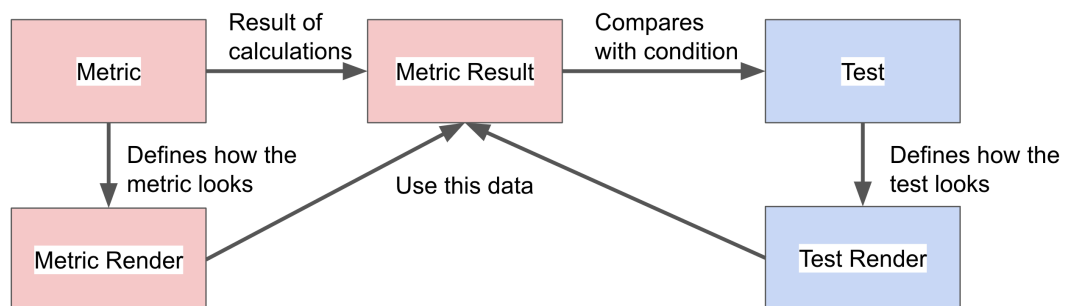 Result of
calculations
Compares
with condition
Metric
Metric Result
Test
Defines how the
metric looks
Use this data
Defines how the
test looks
Metric Render
Test Render